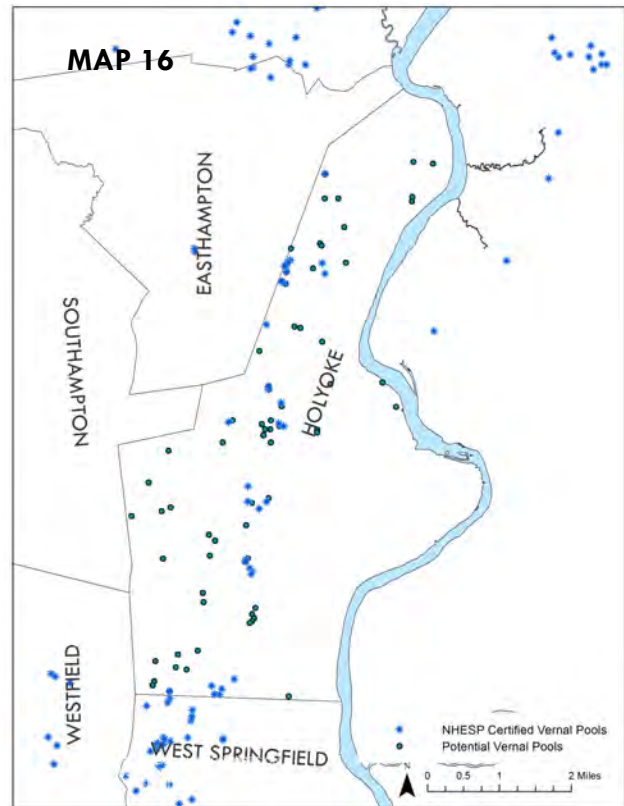 MAP 16
EASTHAMPTON
SOUTHAMPTON
HOLYOKE
WESTFIELD
WEST SPRINGFIELD
NHESP Certified Vernal Pools
Potential Vernal Pools
N
0 0.5 1 2 Miles